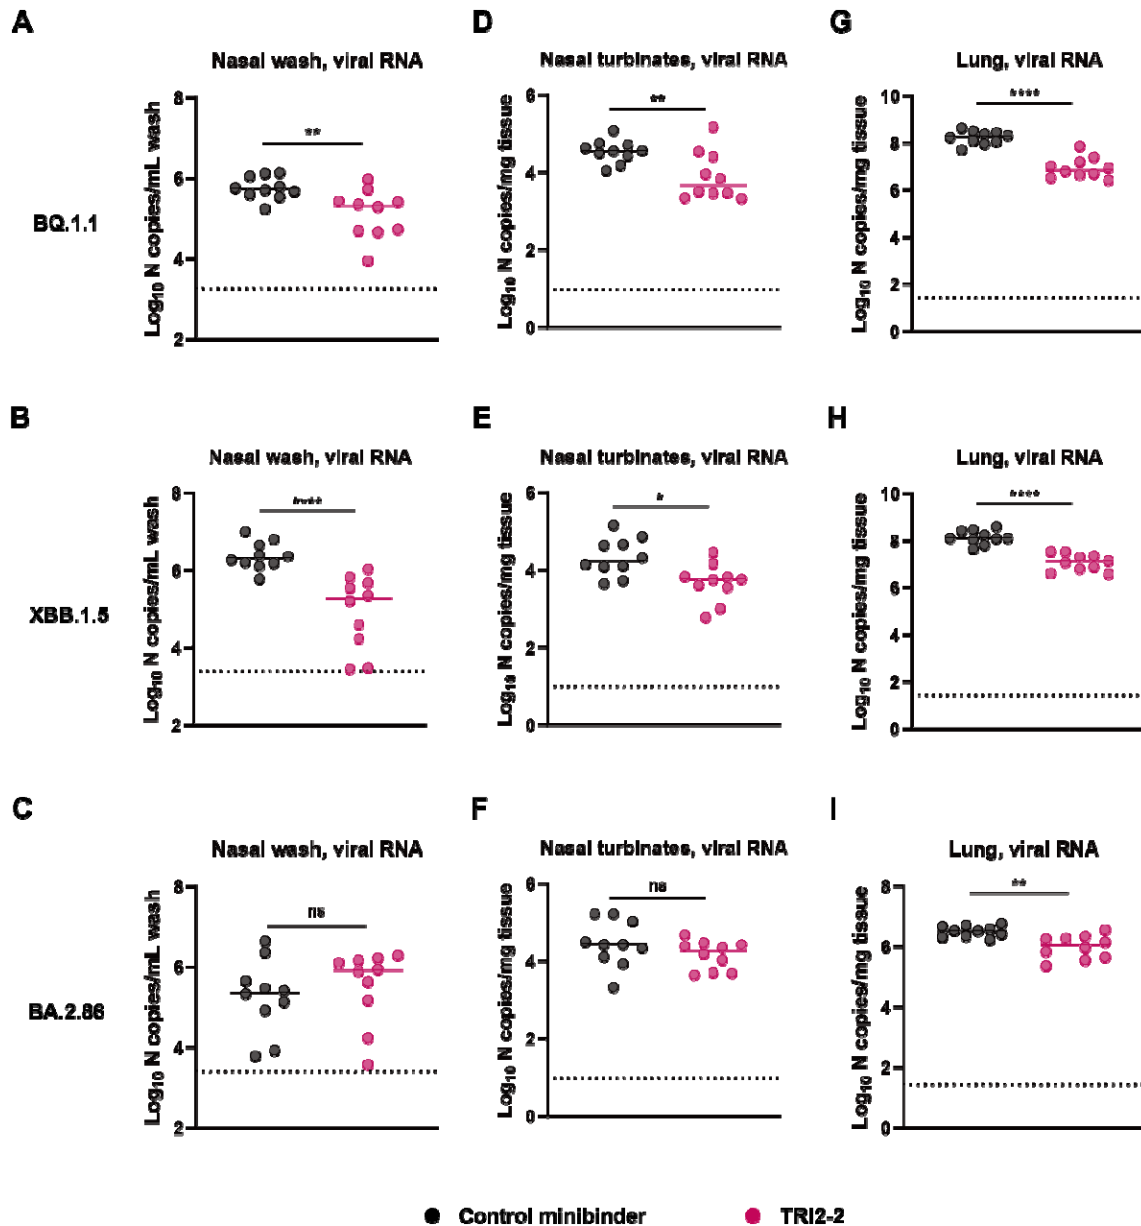 A
Nasal wash, viral RNA
Log10 N copies/mL wash
8
6
4
2
**
BQ.1.1
D
Nasal turbinates, viral RNA
Log10 N copies/mg tissue
6
4
2
0
**
G
Lung, viral RNA
Log10 N copies/mg tissue
10
8
6
4
2
0
****
B
Nasal wash, viral RNA
Log10 N copies/mL wash
8
6
4
2
****
XBB.1.5
E
Nasal turbinates, viral RNA
Log10 N copies/mg tissue
6
4
2
0
*
H
Lung, viral RNA
Log10 N copies/mg tissue
10
8
6
4
2
0
****
C
Nasal wash, viral RNA
Log10 N copies/mL wash
8
6
4
2
ns
BA.2.86
F
Nasal turbinates, viral RNA
Log10 N copies/mg tissue
6
4
2
0
ns
I
Lung, viral RNA
Log10 N copies/mg tissue
8
6
4
2
0
**
Control minibinder
TRI2-2